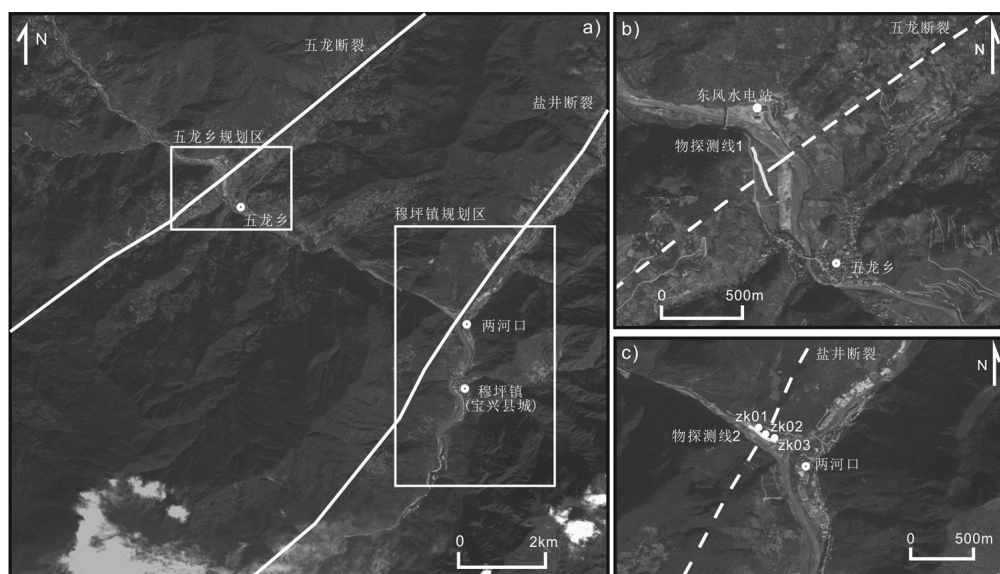 a)
N
五龙断裂
盐井断裂
五龙乡规划区
五龙乡
穆坪镇规划区
两河口
穆坪镇
(宝兴县城)
0 2km
b)
五龙断裂
N
东风水电站
物探测线1
五龙乡
0 500m
c)
盐井断裂
N
zk01
zk02
物探测线2
zk03
两河口
0 500m